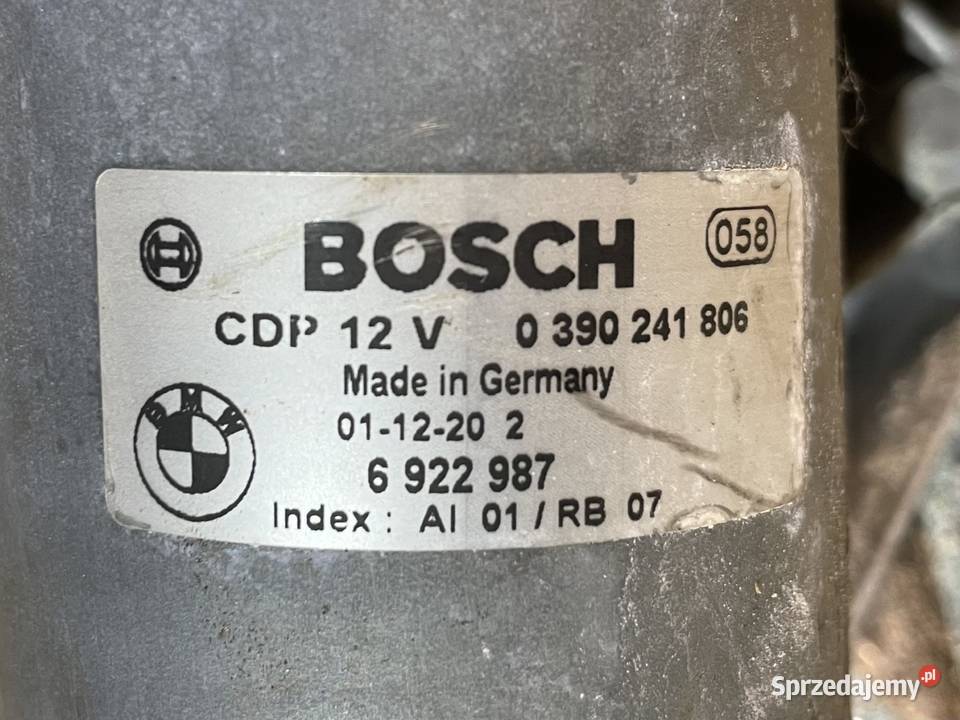 BOSCH 058
CDP 12 V 0 390 241 806
Made in Germany
01-12-20 2
BMW
6 922 987
Index : AI 01 / RB 07
Sprzedajemy.pl